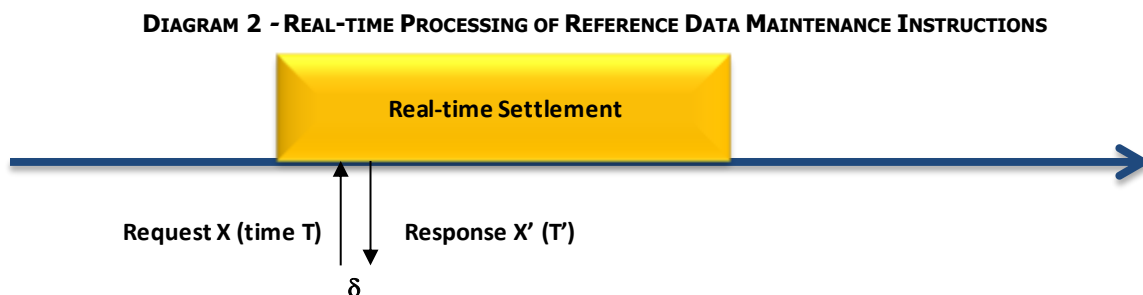 DIAGRAM 2 - REAL-TIME PROCESSING OF REFERENCE DATA MAINTENANCE INSTRUCTIONS
Real-time Settlement
Request X (time T)
Response X’ (T’)
δ